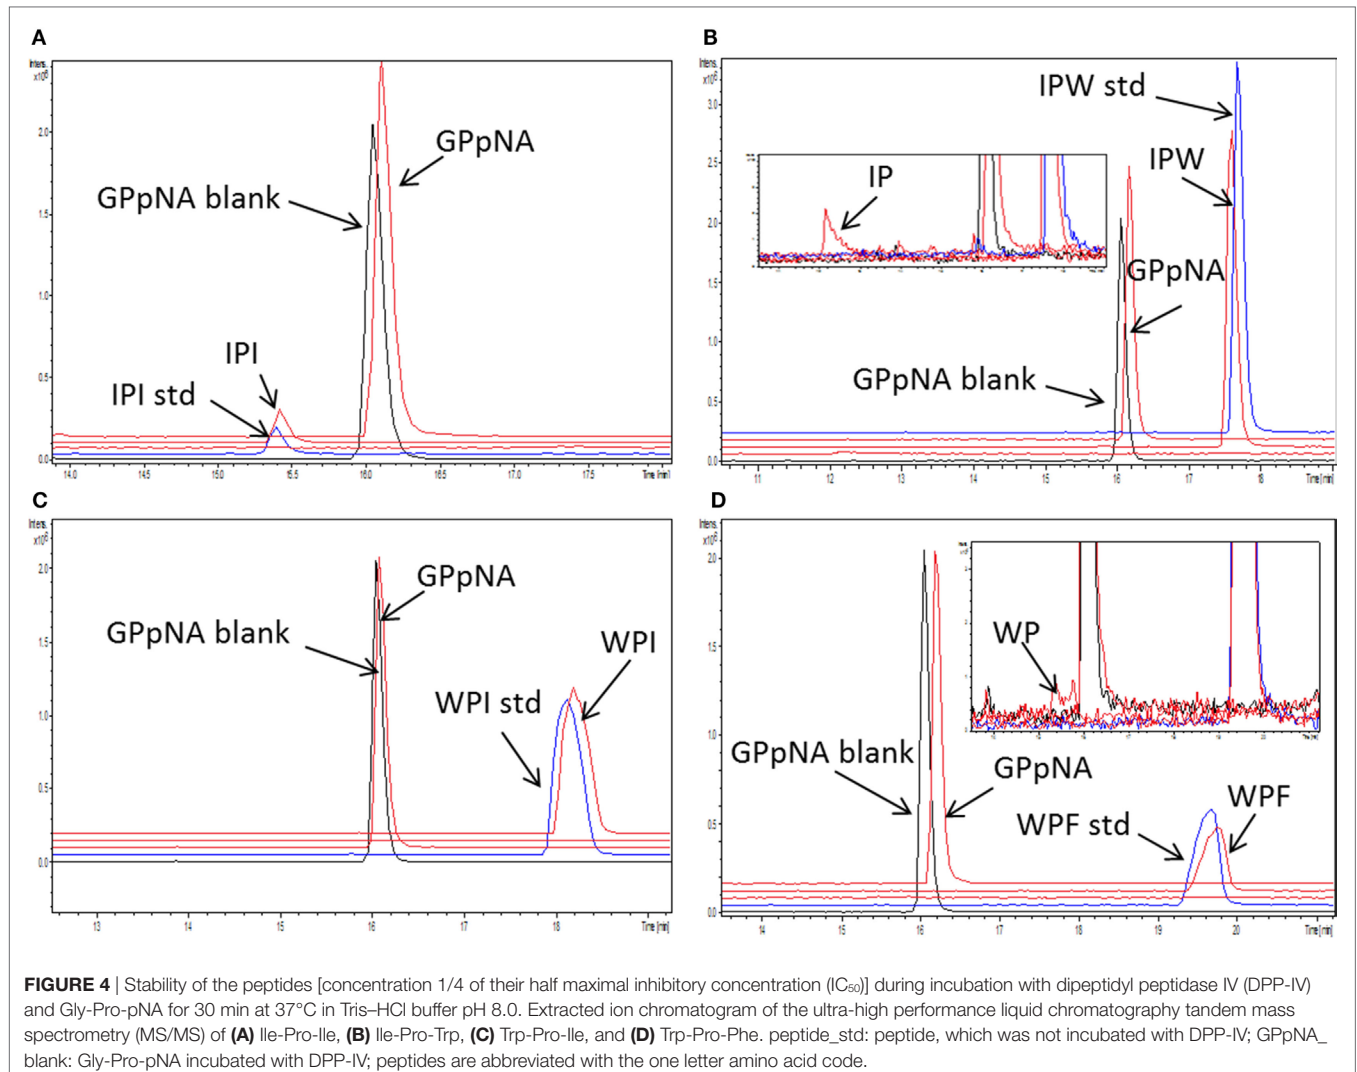 A
Intens.
x10⁶
2.0
1.5
1.0
0.5
0.0
GPpNA
GPpNA blank
IPI
IPI std
14.0 14.5 15.0 15.5 16.0 16.5 17.0 17.5 Time [min]
B
Intens.
x10⁶
3.0
2.5
2.0
1.5
1.0
0.5
0.0
IPW std
IPW
IP
GPpNA
GPpNA blank
11 12 13 14 15 16 17 18 Time [min]
C
Intens.
x10⁶
2.0
1.5
1.0
0.5
0.0
GPpNA
GPpNA blank
WPI
WPI std
13 14 15 16 17 18 Time [min]
D
Intens.
x10⁶
2.0
1.5
1.0
0.5
0.0
WP
GPpNA blank
GPpNA
WPF
WPF std
14 15 16 17 18 19 20 Time [min]
FIGURE 4 | Stability of the peptides [concentration 1/4 of their half maximal inhibitory concentration (IC₅₀)] during incubation with dipeptidyl peptidase IV (DPP-IV)
and Gly-Pro-pNA for 30 min at 37°C in Tris–HCl buffer pH 8.0. Extracted ion chromatogram of the ultra-high performance liquid chromatography tandem mass
spectrometry (MS/MS) of (A) Ile-Pro-Ile, (B) Ile-Pro-Trp, (C) Trp-Pro-Ile, and (D) Trp-Pro-Phe. peptide_std: peptide, which was not incubated with DPP-IV; GPpNA_
blank: Gly-Pro-pNA incubated with DPP-IV; peptides are abbreviated with the one letter amino acid code.